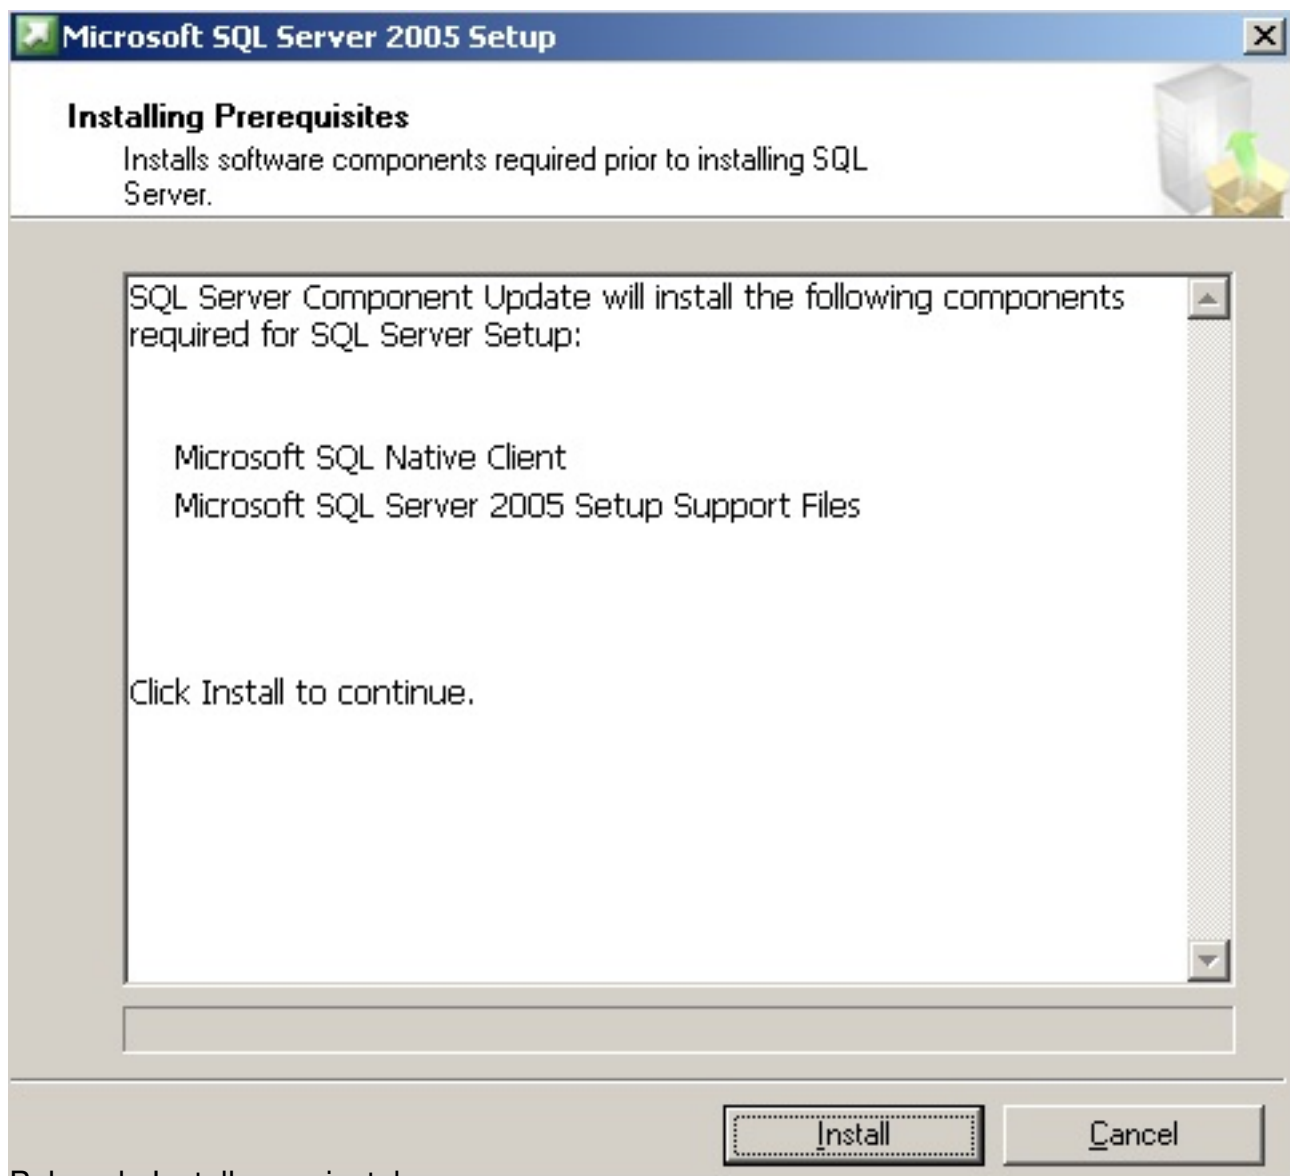 Microsoft SQL Server 2005 Setup
Installing Prerequisites
Installs software components required prior to installing SQL
Server.
SQL Server Component Update will install the following components
required for SQL Server Setup:
Microsoft SQL Native Client
Microsoft SQL Server 2005 Setup Support Files
Click Install to continue.
Install
Cancel